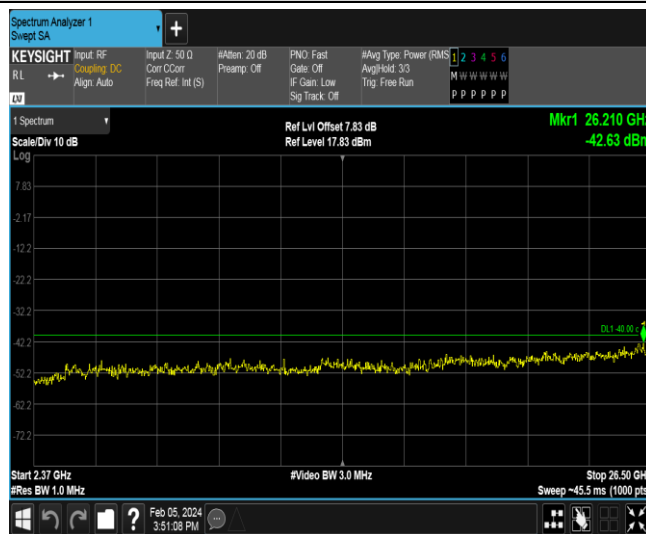 Spectrum Analyzer 1
Swept SA
+
KEYSIGHT Input: RF Input Z: 50 Ω #Atten: 20 dB PNO: Fast #Avg Type: Power (RMS 1 2 3 4 5 6
RL Coupling: DC Corr CCorr Preamp: Off Gate: Off Avg|Hold: 3/3 M W W W W W
Align: Auto Freq Ref: Int (S) IF Gain: Low Trig: Free Run
Sig Track: Off P P P P P P
LXI
1 Spectrum Ref Lvl Offset 7.83 dB Mkr1 26.210 GHz
Scale/Div 10 dB Ref Level 17.83 dBm -42.63 dBm
Log
7.83
-2.17
-12.2
-22.2
-32.2
DL1 -40.00 c
-42.2
-52.2
-62.2
-72.2
Start 2.37 GHz #Video BW 3.0 MHz Stop 26.50 GH
#Res BW 1.0 MHz Sweep ~45.5 ms (1000 pts
? Feb 05, 2024
3:51:08 PM